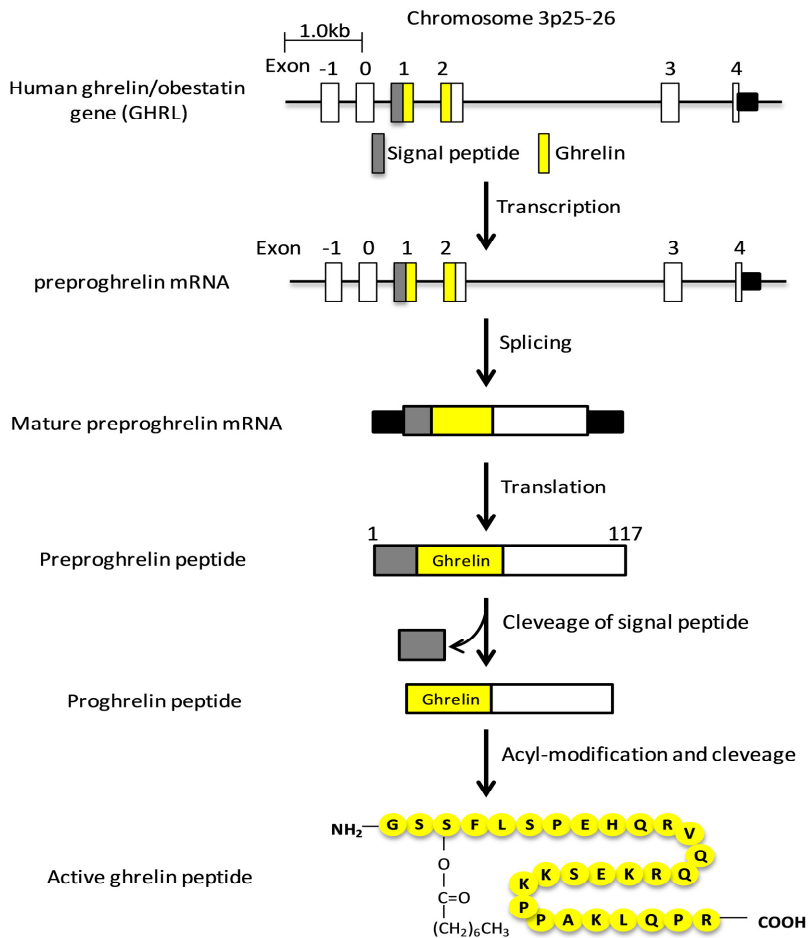 Chromosome 3p25-26
1.0kb
Exon -1 0 1 2 3 4
Human ghrelin/obestatin
gene (GHRL)
Signal peptide Ghrelin
Transcription
Exon -1 0 1 2 3 4
preproghrelin mRNA
Splicing
Mature preproghrelin mRNA
Translation
1 117
Preproghrelin peptide Ghrelin
Cleveage of signal peptide
Proghrelin peptide Ghrelin
Acyl-modification and cleveage
NH2 G S S F L S P E H Q R V
Q
Active ghrelin peptide O K K S E K R Q
C=O P P A K L Q P R COOH
(CH2)6CH3